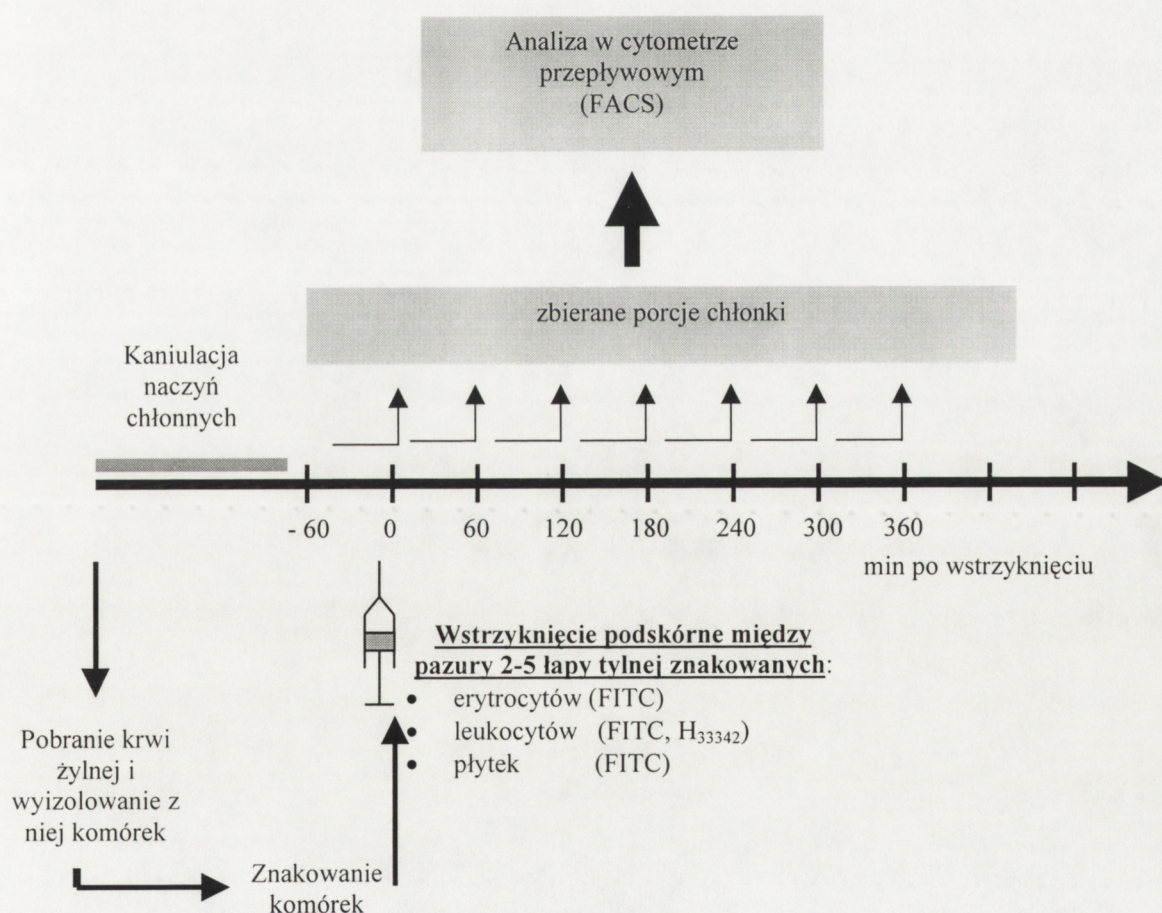 Analiza w cytometrze
przepływowym
(FACS)
zbierane porcje chłonki
Kaniulacja
naczyń
chłonnych
- 60 0 60 120 180 240 300 360
min po wstrzyknięciu
Wstrzyknięcie podskórne między
pazury 2-5 łapy tylnej znakowanych:
• erytrocytów (FITC)
• leukocytów (FITC, H33342)
• płytek (FITC)
Pobranie krwi
żylnej i
wyizolowanie z
niej komórek
Znakowanie
komórek